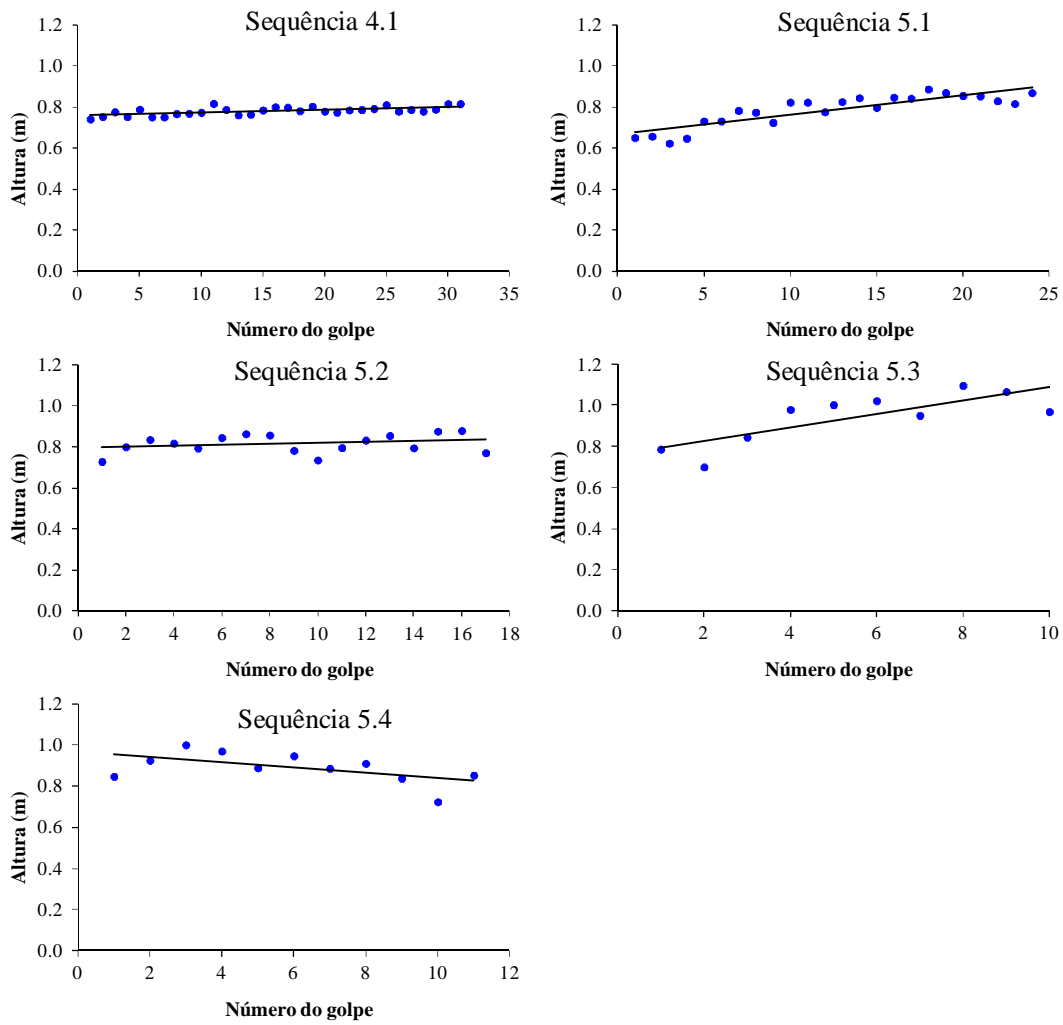 Sequência 4.1
1.2
1.0
0.8
0.6
0.4
0.2
0.0
Altura (m)
0 5 10 15 20 25 30 35
Número do golpe
Sequência 5.1
1.2
1.0
0.8
0.6
0.4
0.2
0.0
Altura (m)
0 5 10 15 20 25
Número do golpe
Sequência 5.2
1.2
1.0
0.8
0.6
0.4
0.2
0.0
Altura (m)
0 2 4 6 8 10 12 14 16 18
Número do golpe
Sequência 5.3
1.2
1.0
0.8
0.6
0.4
0.2
0.0
Altura (m)
0 2 4 6 8 10
Número do golpe
Sequência 5.4
1.2
1.0
0.8
0.6
0.4
0.2
0.0
Altura (m)
0 2 4 6 8 10 12
Número do golpe